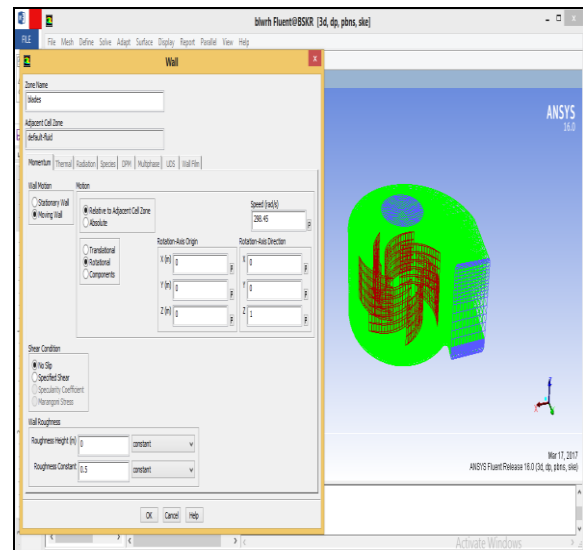 blwrh Fluent@BSKR [3d, dp, pbns, ske]
FILE File Mesh Define Solve Adapt Surface Display Report Parallel View Help
Wall
Zone Name
blades
Adjacent Cell Zone
default-fluid
Momentum Thermal Radiation Species DPM Multiphase UDS Wall Film
Wall Motion Motion
Stationary Wall
Moving Wall
Relative to Adjacent Cell Zone
Absolute
Speed (rad/s)
298.45
P
Translational
Rotational
Components
Rotation-Axis Origin Rotation-Axis Direction
X (m) 0 P X 0 P
Y (m) 0 P Y 0 P
Z (m) 0 P Z 1 P
Shear Condition
No Slip
Specified Shear
Specularity Coefficient
Marangoni Stress
Wall Roughness
Roughness Height (m) 0 constant
Roughness Constant 0.5 constant
OK Cancel Help
ANSYS
16.0
Z
X
Mar 17, 2017
ANSYS Fluent Release 16.0 (3d, dp, pbns, ske)
Activate Windows